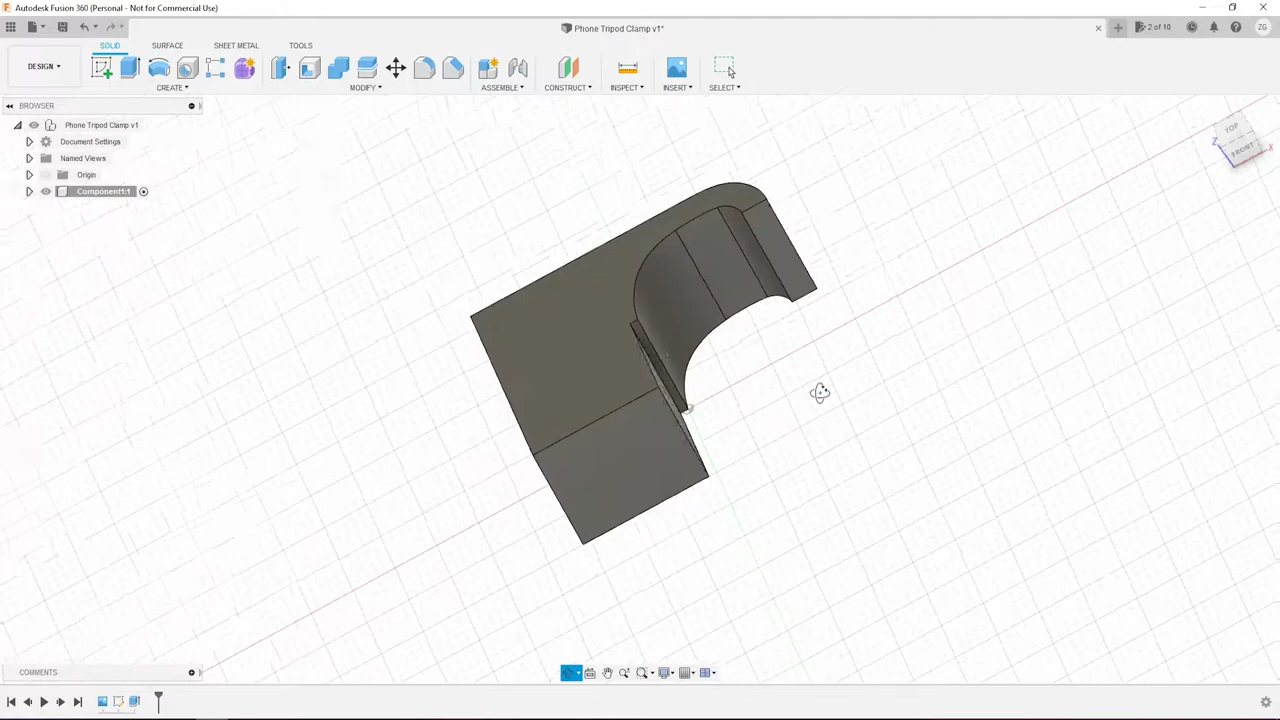 Autodesk Fusion 360 (Personal - Not for Commercial Use)
Phone Tripod Clamp v1*
2 of 10
ZG
SOLID
SURFACE
SHEET METAL
TOOLS
DESIGN
CREATE
MODIFY
ASSEMBLE
CONSTRUCT
INSPECT
INSERT
SELECT
BROWSER
Phone Tripod Clamp v1
Document Settings
Named Views
Origin
Component1:1
TOP
FRONT
Z
X
COMMENTS